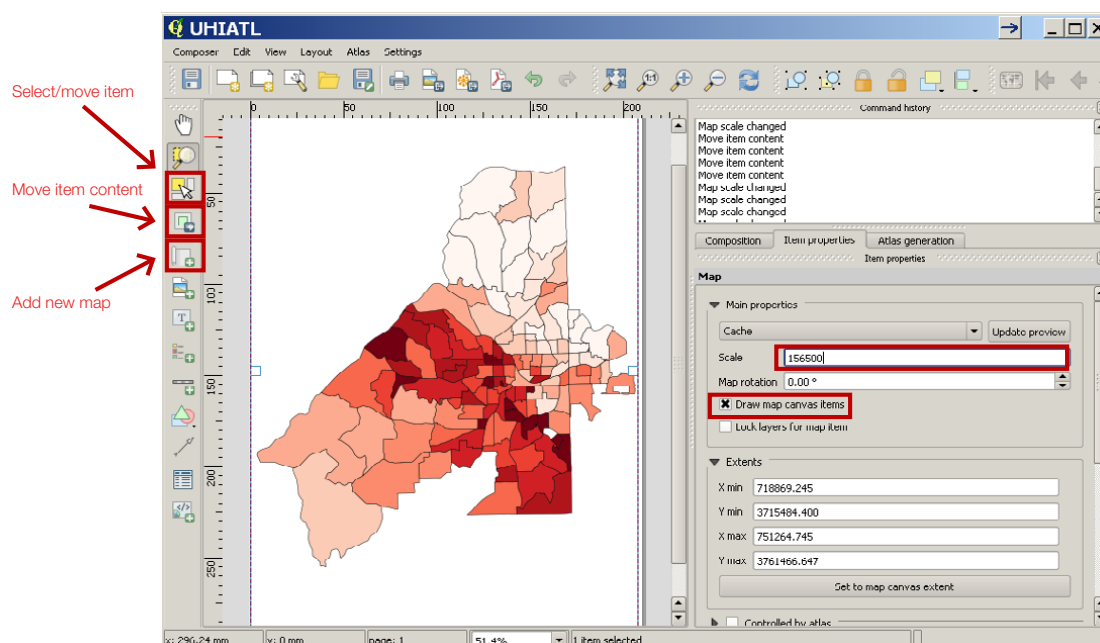 UHIATL
Composer Edit View Layout Atlas Settings
Select/move item
Move item content
Add new map
0 50 100 150 200
50
100
150
200
250
Command history
Map scale changed
Move item content
Move item content
Move item content
Move item content
Map scale changed
Map scale changed
Map scale changed
Composition Item properties Atlas generation
Item properties
Map
Main properties
Cache Update preview
Scale 156500
Map rotation 0.00 °
Draw map canvas items
Lock layers for map item
Extents
X min 718869.245
Y min 3715484.400
X max 751264.745
Y max 3761466.647
Set to map canvas extent
Controlled by atlas
x: 296.24 mm y: 0 mm page: 1 51.4% 1 item selected